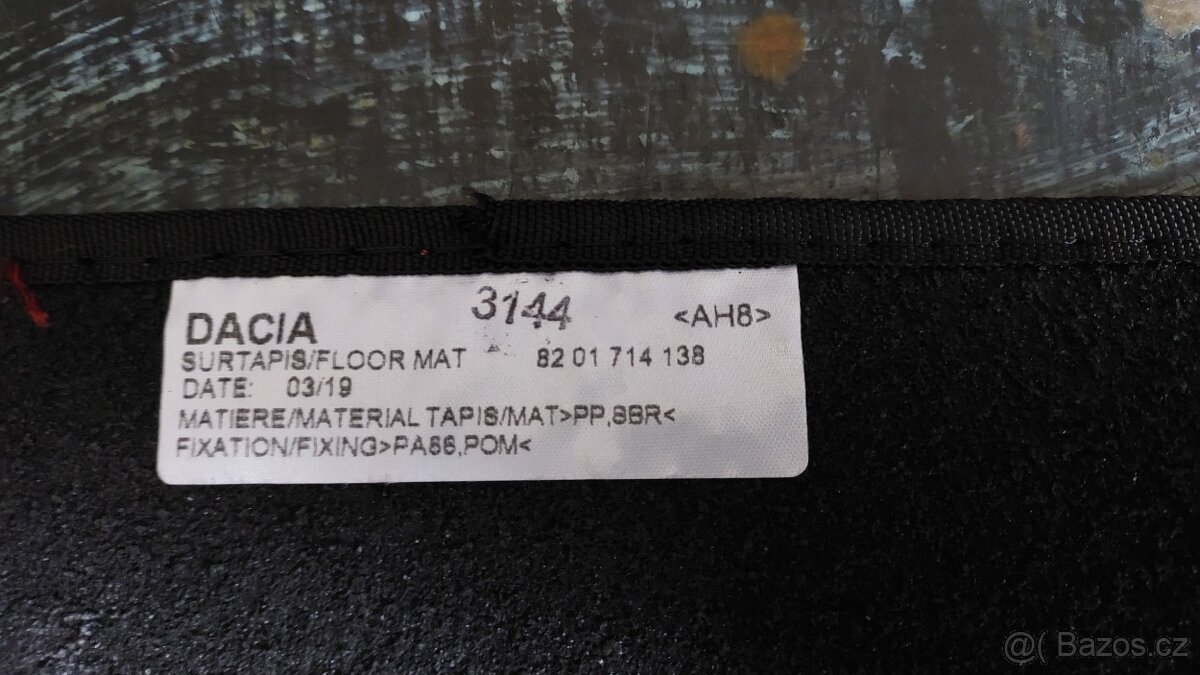 3144
DACIA <AH8>
SURTAPIS/FLOOR MAT 82 01 714 138
DATE: 03/19
MATIERE/MATERIAL TAPIS/MAT>PP,SBR<
FIXATION/FIXING>PA66,POM<
@( Bazos.cz